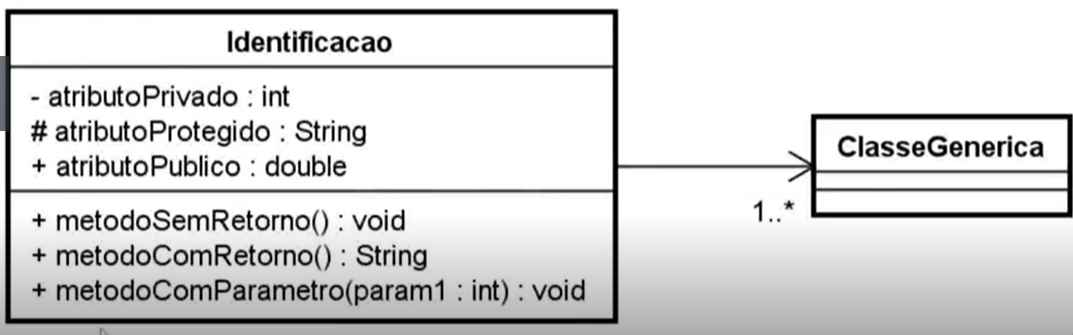 Identificacao
- atributoPrivado : int
# atributoProtegido : String
+ atributoPublico : double
+ metodoSemRetorno() : void
+ metodoComRetorno() : String
+ metodoComParametro(param1 : int) : void
ClasseGenerica
1..*